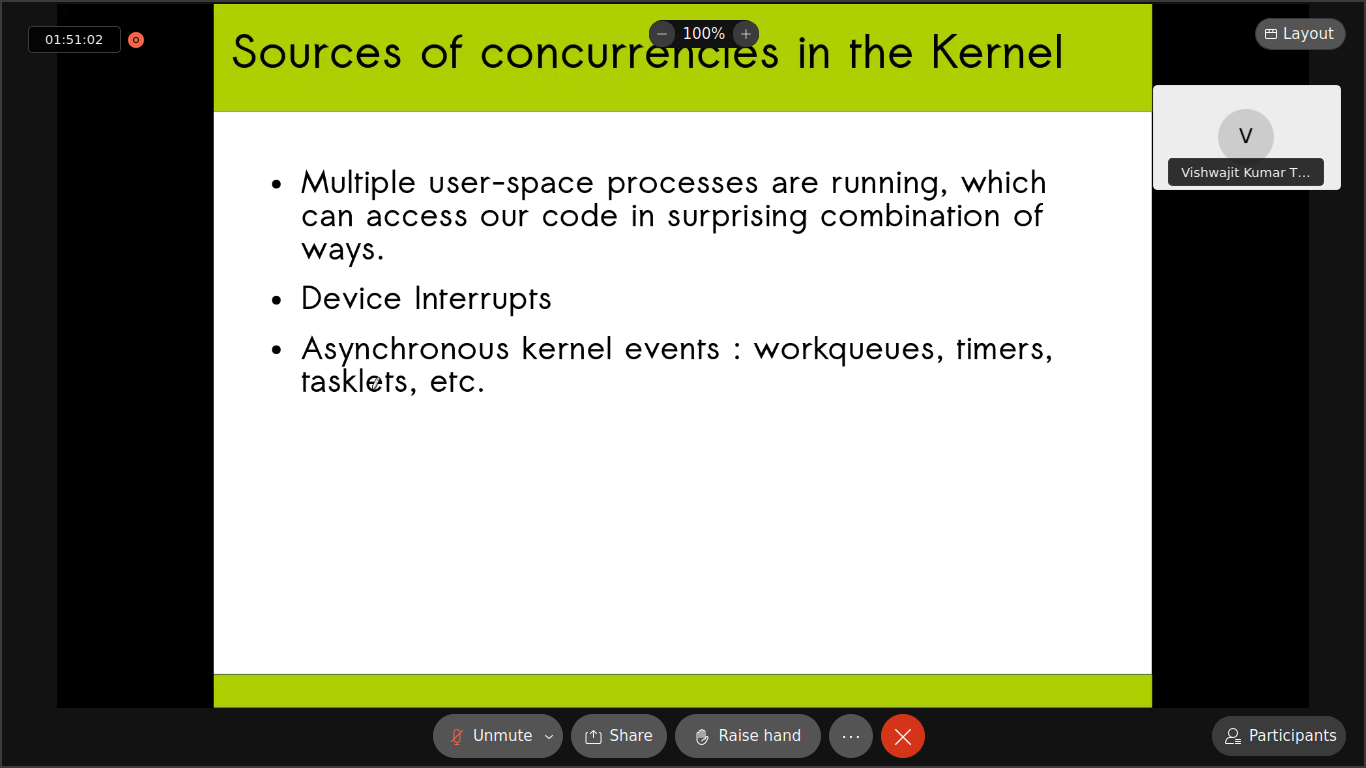 01:51:02
100%
Layout
Sources of concurrencies in the Kernel
V
Vishwajit Kumar T...
• Multiple user-space processes are running, which
can access our code in surprising combination of
ways.
• Device Interrupts
• Asynchronous kernel events : workqueues, timers,
tasklets, etc.
Unmute
Share
Raise hand
Participants